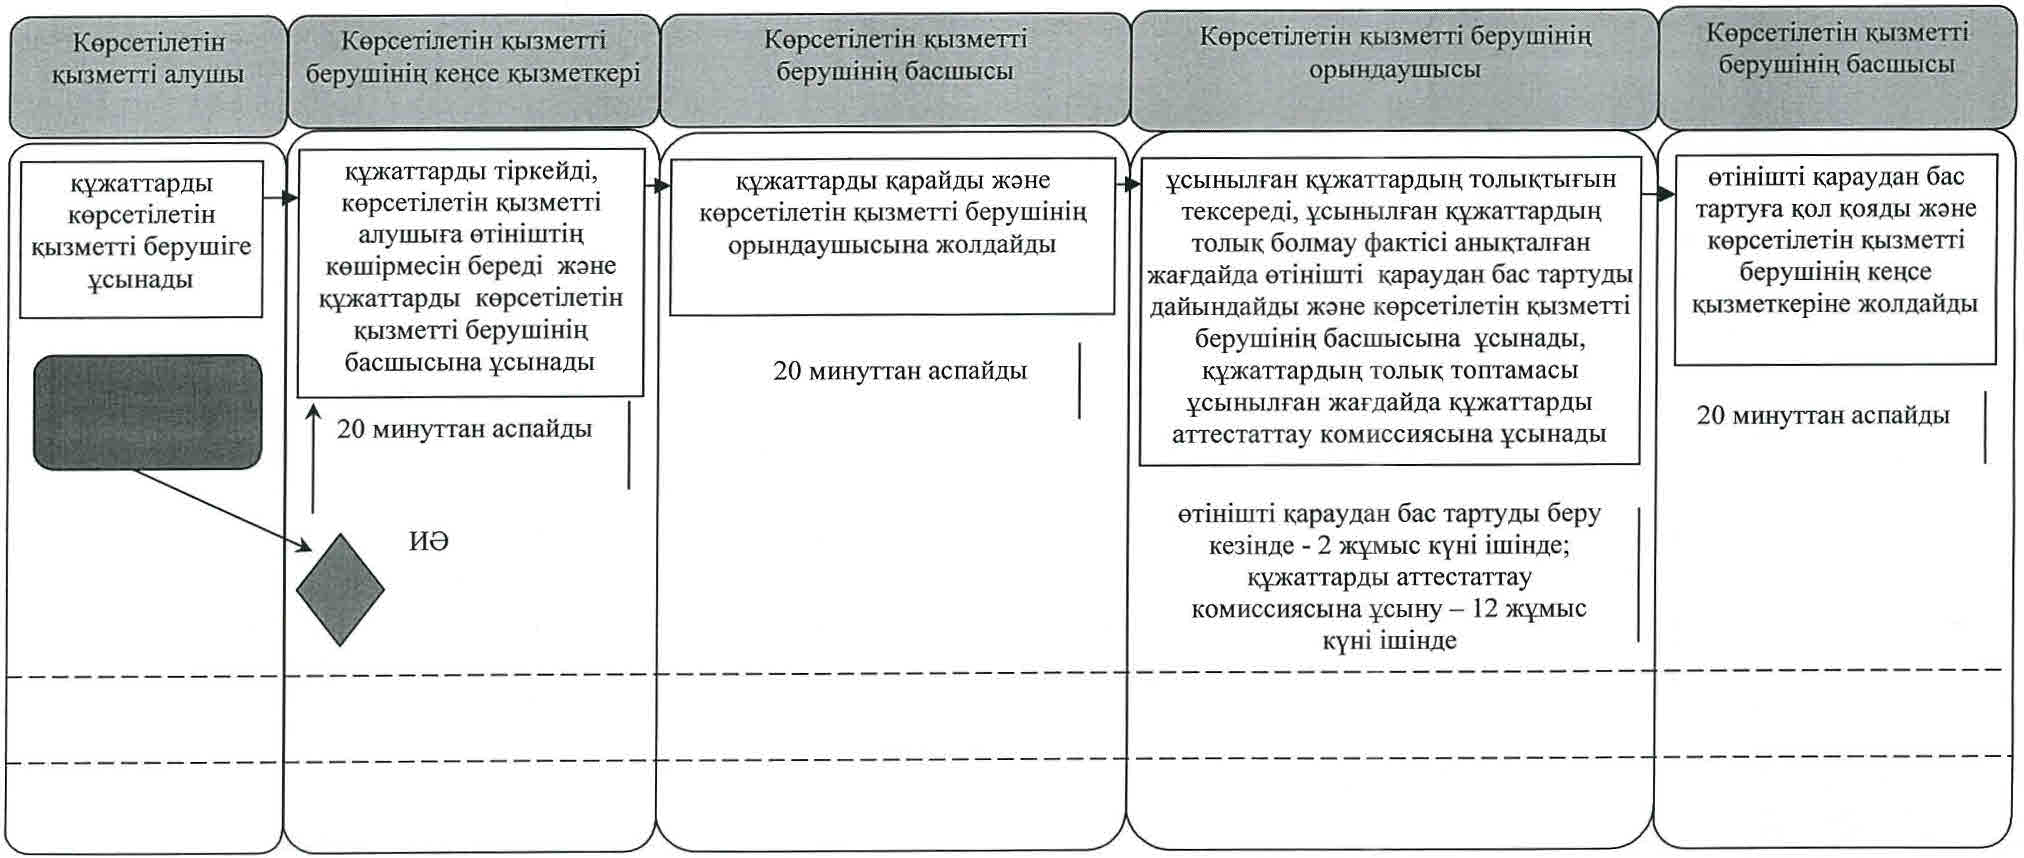 Көрсетілетін
қызметті алушы
Көрсетілетін қызметті
берушінің кеңсе қызметкері
Көрсетілетін қызметті
берушінің басшысы
Көрсетілетін қызметті берушінің
орындаушысы
Көрсетілетін қызметті
берушінің басшысы
құжаттарды
көрсетілетін
қызметті берушіге
ұсынады
құжаттарды тіркейді,
көрсетілетін қызметті
алушыға өтініштің
көшірмесін береді және
құжаттарды көрсетілетін
қызметті берушінің
басшысына ұсынады
20 минуттан аспайды
ИӘ
құжаттарды қарайды және
көрсетілетін қызметті берушінің
орындаушысына жолдайды
20 минуттан аспайды
ұсынылған құжаттардың толықтығын
тексереді, ұсынылған құжаттардың
толық болмау фактісі анықталған
жағдайда өтінішті қараудан бас тартуды
дайындайды және көрсетілетін қызметті
берушінің басшысына ұсынады,
құжаттардың толық топтамасы
ұсынылған жағдайда құжаттарды
аттестаттау комиссиясына ұсынады
өтінішті қараудан бас тартуды беру
кезінде - 2 жұмыс күні ішінде;
құжаттарды аттестаттау
комиссиясына ұсыну – 12 жұмыс
күні ішінде
өтінішті қараудан бас
тартуға қол қояды және
көрсетілетін қызметті
берушінің кеңсе
қызметкеріне жолдайды
20 минуттан аспайды